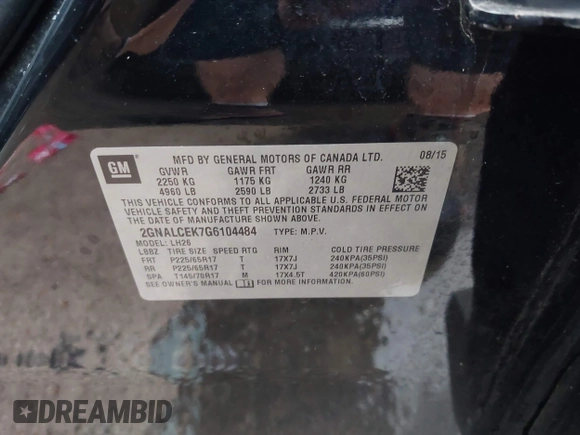 GM
MFD BY GENERAL MOTORS OF CANADA LTD. 08/15
GVWR GAWR FRT GAWR RR
2250 KG 1175 KG 1240 KG
4960 LB 2590 LB 2733 LB
THIS VEHICLE CONFORMS TO ALL APPLICABLE U.S. FEDERAL MOTOR
VEHICLE SAFETY, BUMPER, AND THEFT PREVENTION STANDARDS IN
EFFECT ON THE DATE OF MANUFACTURE SHOWN ABOVE.
2GNALCEK7G6104484 TYPE: M.P.V.
MODEL: LH26
LBBZ TIRE SIZE SPEED RTG RIM COLD TIRE PRESSURE
FRT P225/65R17 T 17X7J 240KPA(35PSI)
RR P225/65R17 T 17X7J 240KPA(35PSI)
SPA T145/70R17 M 17X4.5T 420KPA(60PSI)
SEE OWNER'S MANUAL FOR MORE INFORMATION.
DREAMBID